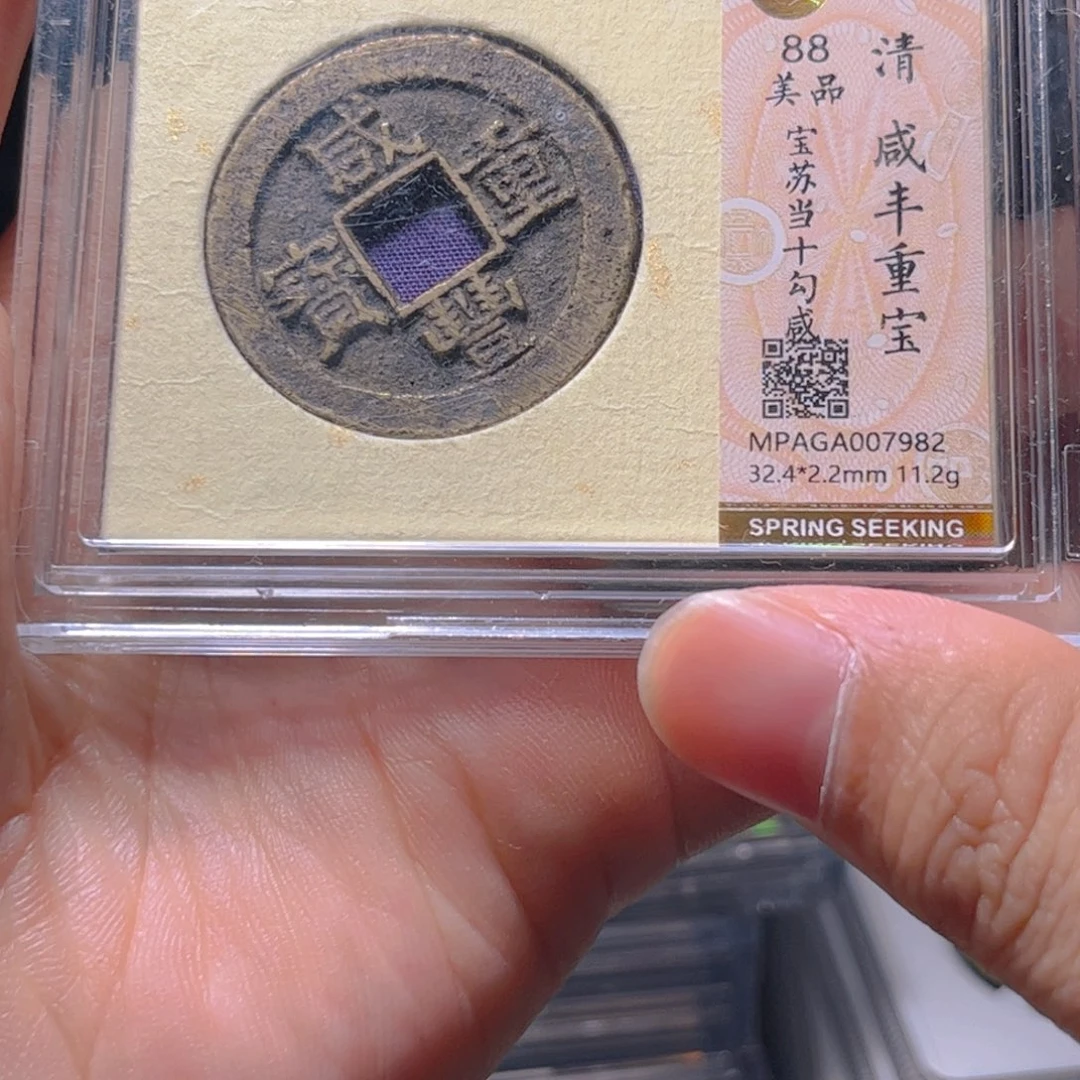 咸豐重寶
88
美品
宝苏当十勾咸
清 咸丰重宝
MPAGA007982
32.4*2.2mm 11.2g
SPRING SEEKING